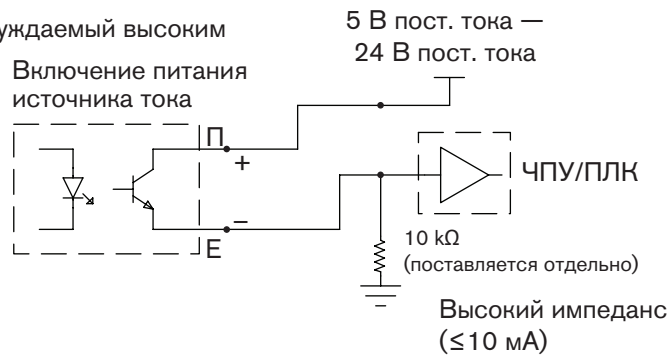 уждаемый высоким
5 В пост. тока —
24 В пост. тока
Включение питания
источника тока
П
+
ЧПУ/ПЛК
–
E
10 kΩ
(поставляется отдельно)
Высокий импеданс
(≤10 мА)